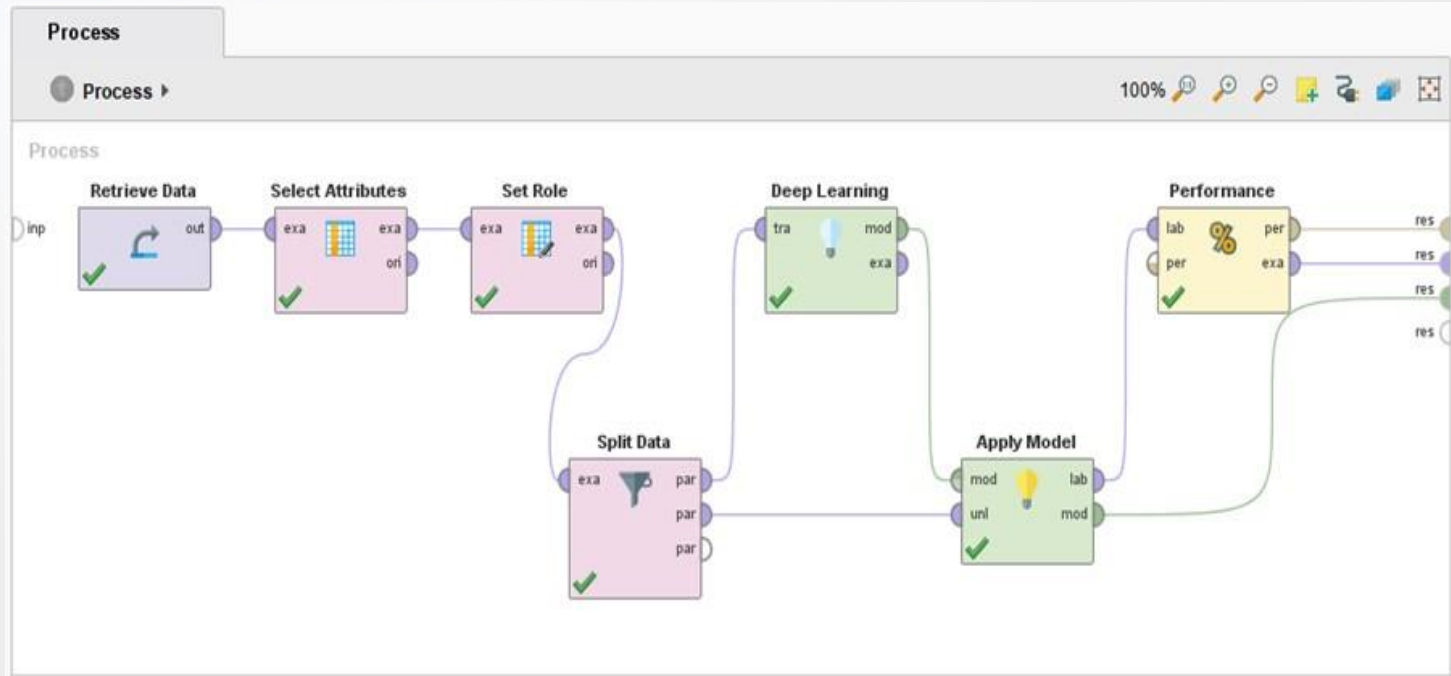 Process
Process
100%
Process
Retrieve Data
Select Attributes
Set Role
Deep Learning
Performance
inp
out
exa
exa
ori
exa
exa
ori
tra
mod
exa
lab
per
per
exa
res
res
res
res
Split Data
Apply Model
exa
par
par
par
mod
lab
unl
mod